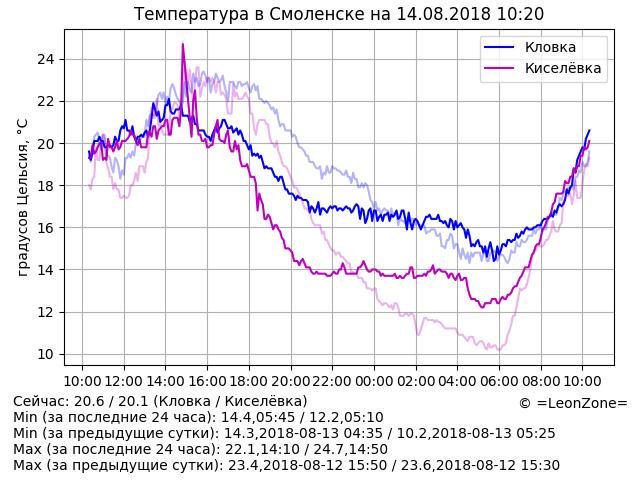 Температура в Смоленске на 14.08.2018 10:20
Кловка
Киселёвка
градусов Цельсия, °C
24
22
20
18
16
14
12
10
10:00 12:00 14:00 16:00 18:00 20:00 22:00 00:00 02:00 04:00 06:00 08:00 10:00
Сейчас: 20.6 / 20.1 (Кловка / Киселёвка)
© =LeonZone=
Min (за последние 24 часа): 14.4,05:45 / 12.2,05:10
Min (за предыдущие сутки): 14.3,2018-08-13 04:35 / 10.2,2018-08-13 05:25
Max (за последние 24 часа): 22.1,14:10 / 24.7,14:50
Max (за предыдущие сутки): 23.4,2018-08-12 15:50 / 23.6,2018-08-12 15:30